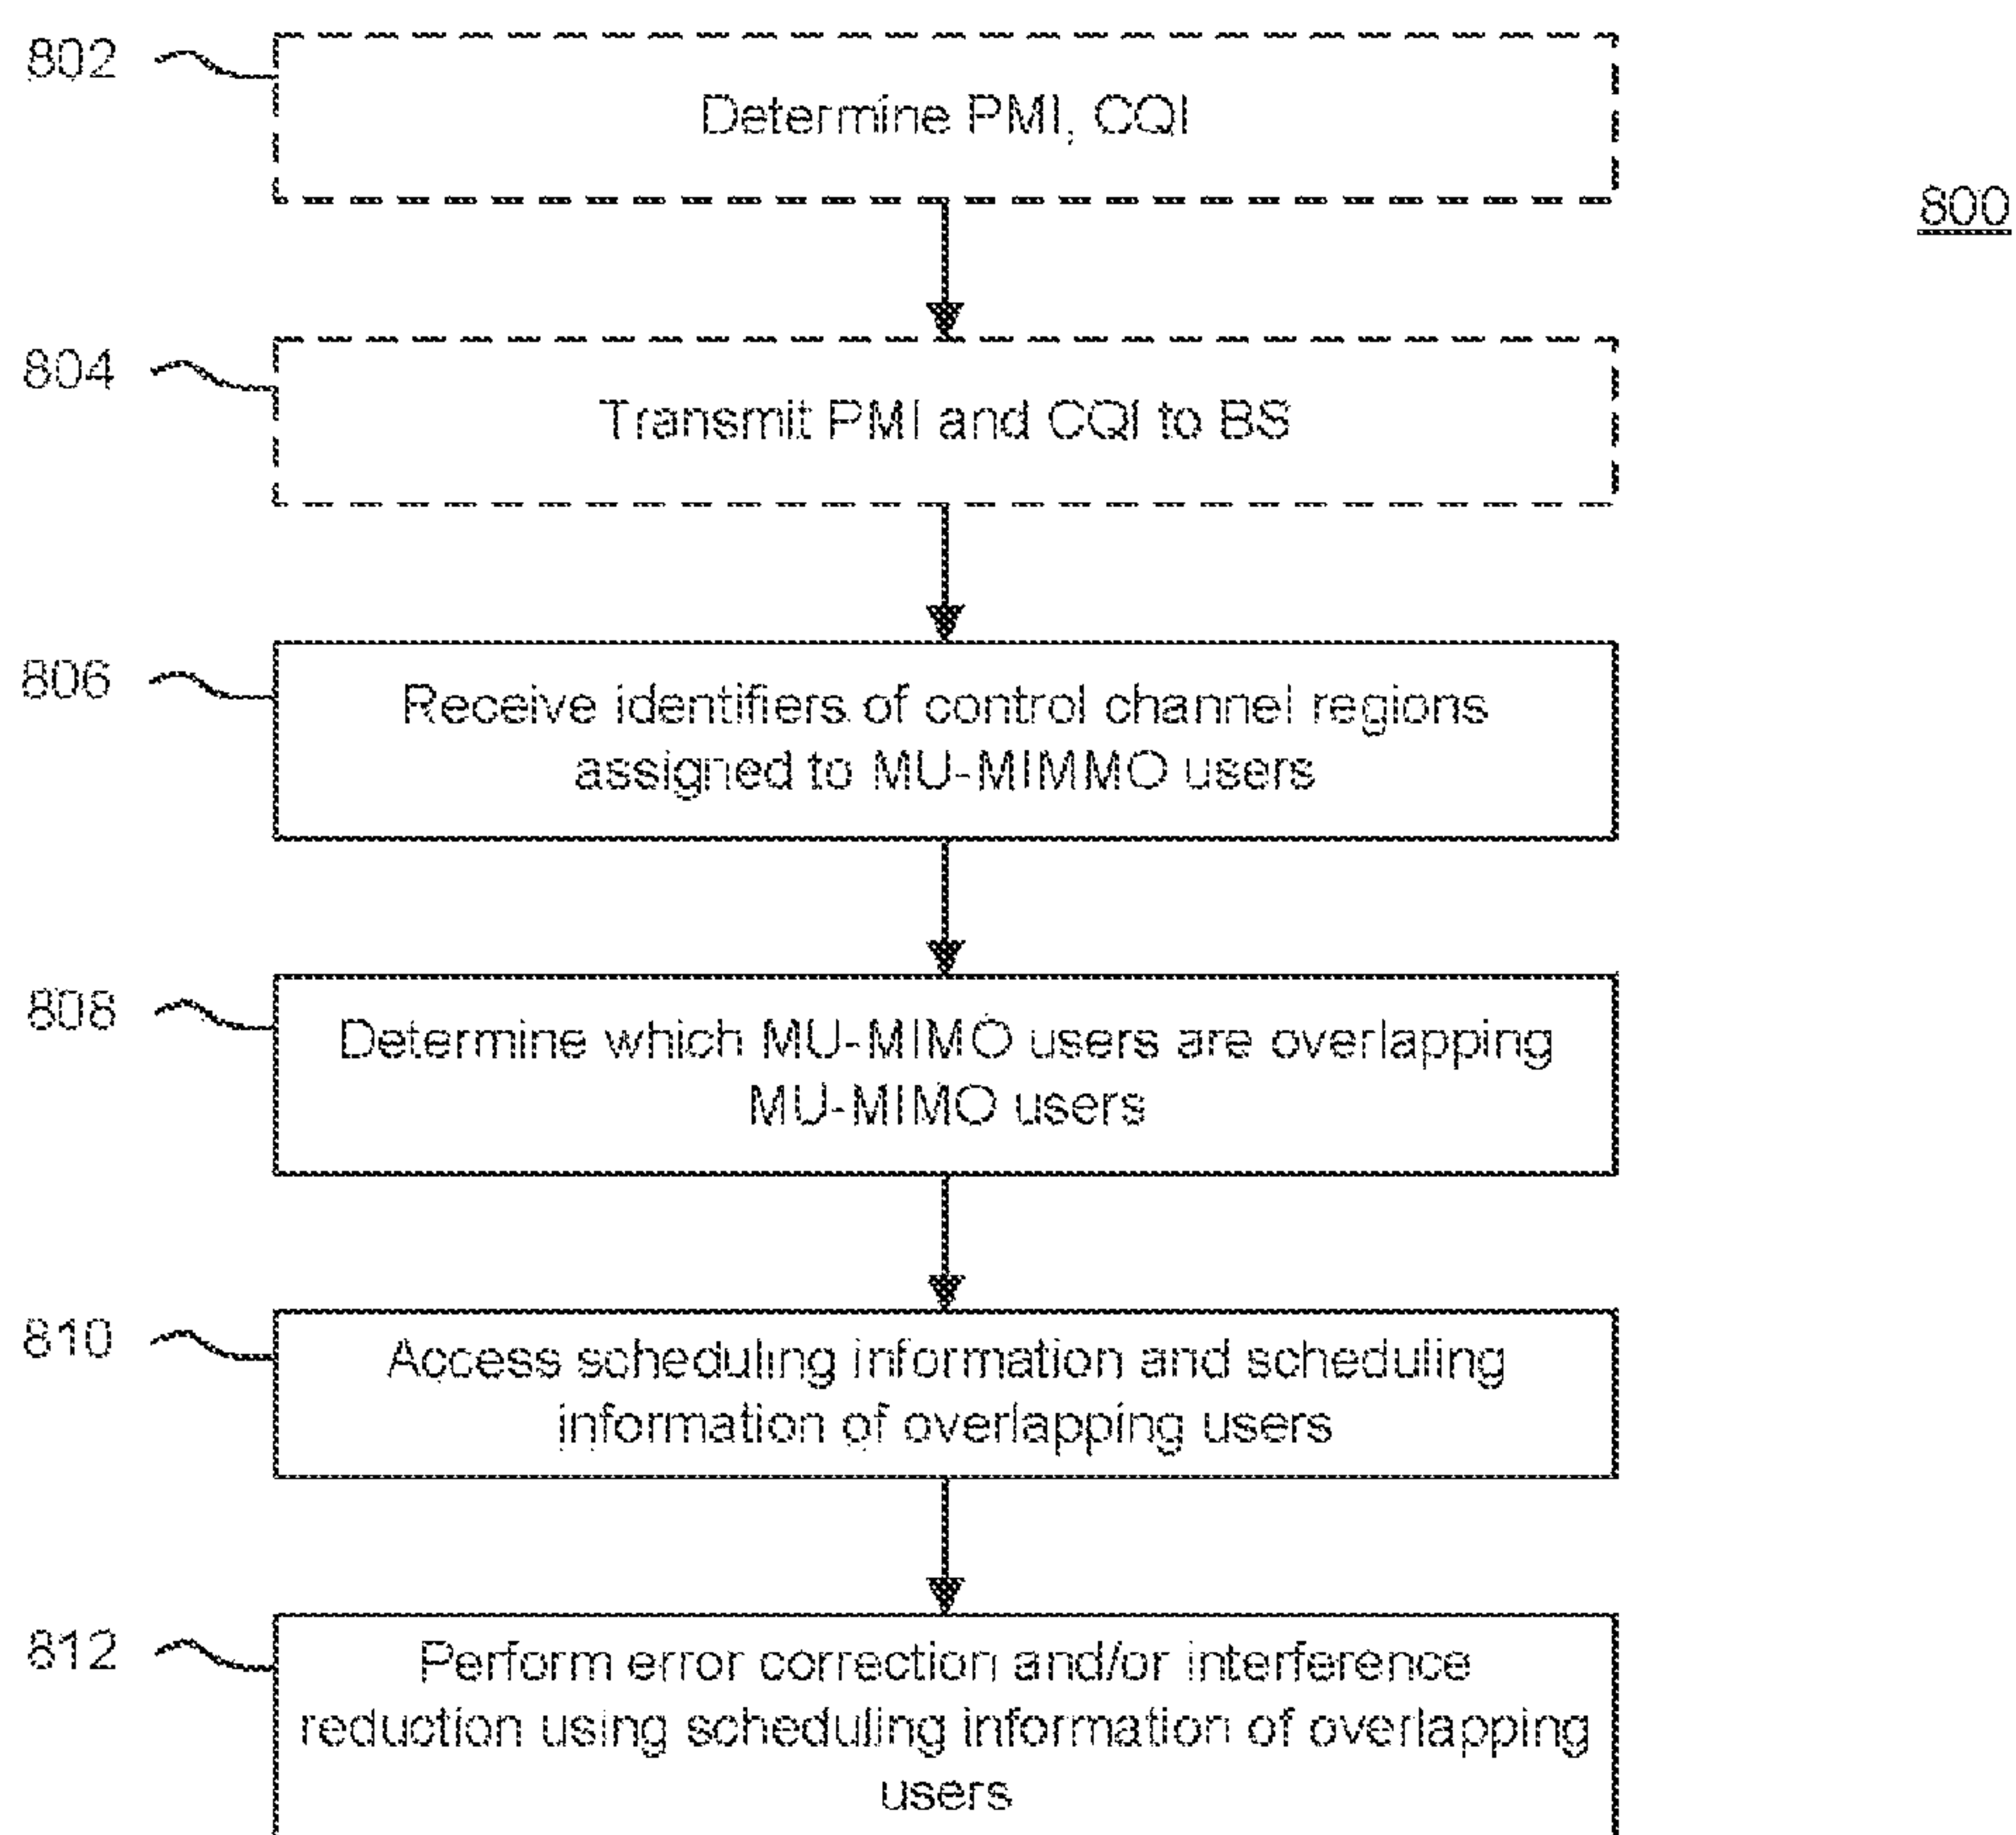 802
Determine PMI, CQI
800
804
Transmit PMI and CQI to BS
806
Receive identifiers of control channel regions
assigned to MU-MIMMO users
808
Determine which MU-MIMO users are overlapping
MU-MIMO users
810
Access scheduling information and scheduling
information of overlapping users
812
Perform error correction and/or interference
reduction using scheduling information of overlapping
users